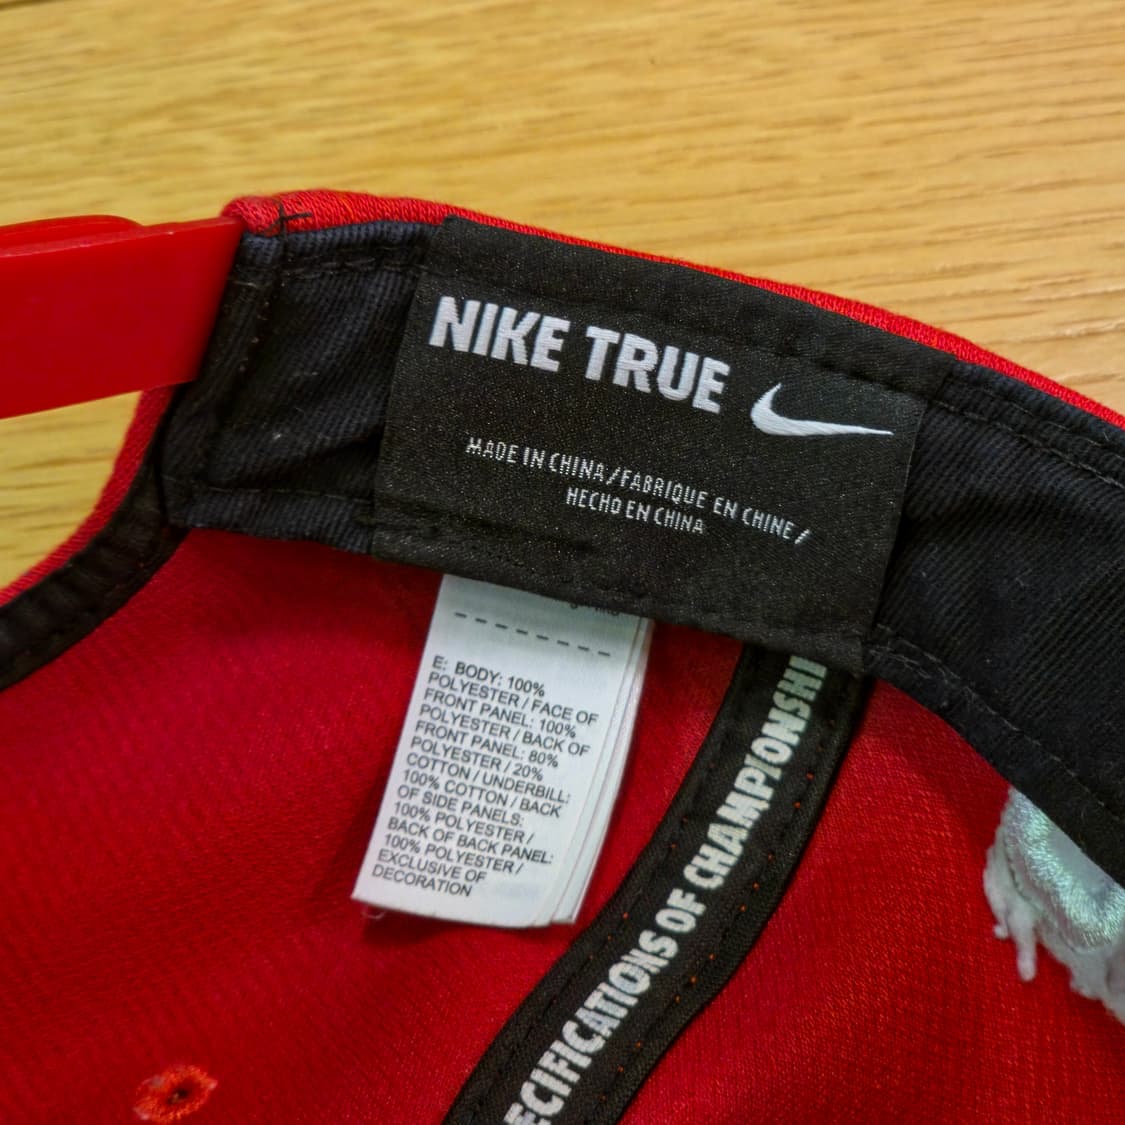 NIKE TRUE
MADE IN CHINA/FABRIQUE EN CHINE/
HECHO EN CHINA
E: BODY: 100%
POLYESTER / FACE OF
FRONT PANEL: 100%
POLYESTER / BACK OF
FRONT PANEL: 80%
POLYESTER / 20%
COTTON / UNDERBILL:
100% COTTON / BACK
OF SIDE PANELS:
100% POLYESTER /
BACK OF BACK PANEL:
100% POLYESTER /
EXCLUSIVE OF
DECORATION
ECIFICATIONS OF CHAMPIONSHI